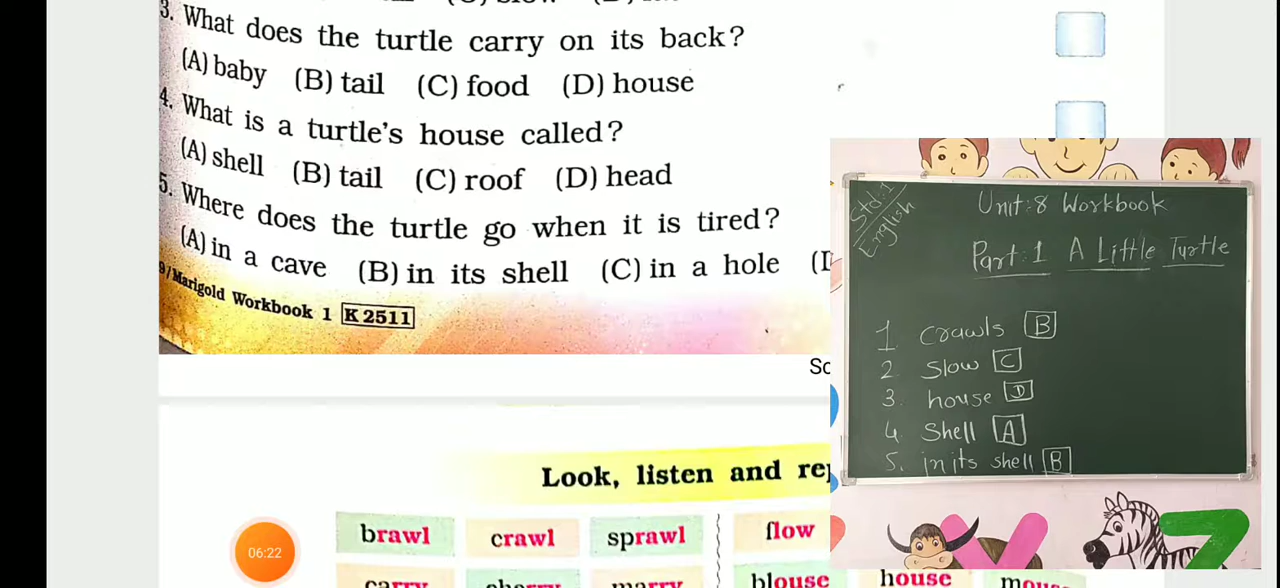 3. What does the turtle carry on its back?
(A) baby (B) tail (C) food (D) house
4. What is a turtle's house called?
(A) shell (B) tail (C) roof (D) head
5. Where does the turtle go when it is tired?
(A) in a cave (B) in its shell (C) in a hole
Marigold Workbook 1 K 2511
Look, listen and
brawl crawl sprawl flow
carry cherry marry blouse house
06:22
Std:1
English
Unit:8 Workbook
Part:1 A Little Turtle
1 Crawls B
2 Slow C
3. house D
4 Shell A
5. in its shell B